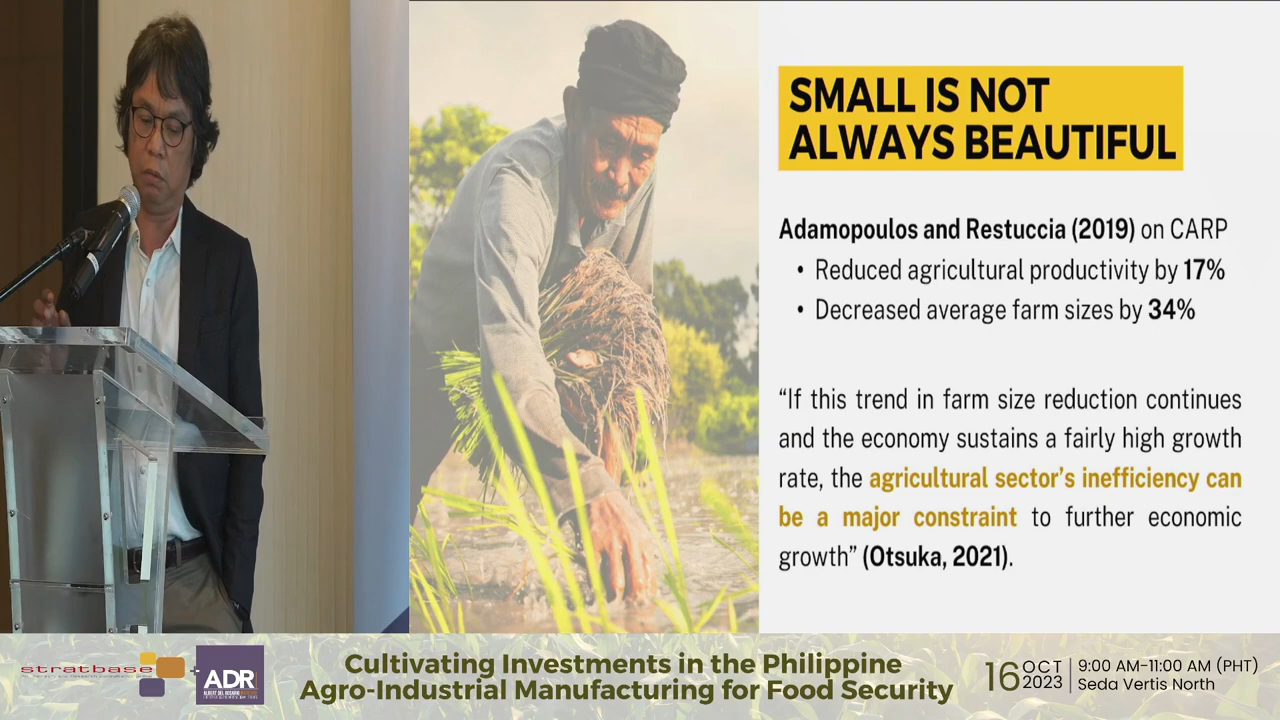 SMALL IS NOT
ALWAYS BEAUTIFUL
Adamopoulos and Restuccia (2019) on CARP
• Reduced agricultural productivity by 17%
• Decreased average farm sizes by 34%
“If this trend in farm size reduction continues
and the economy sustains a fairly high growth
rate, the agricultural sector’s inefficiency can
be a major constraint to further economic
growth” (Otsuka, 2021).
stratbase
+
ADR
Cultivating Investments in the Philippine
Agro-Industrial Manufacturing for Food Security
16 OCT 2023
9:00 AM-11:00 AM (PHT)
Seda Vertis North